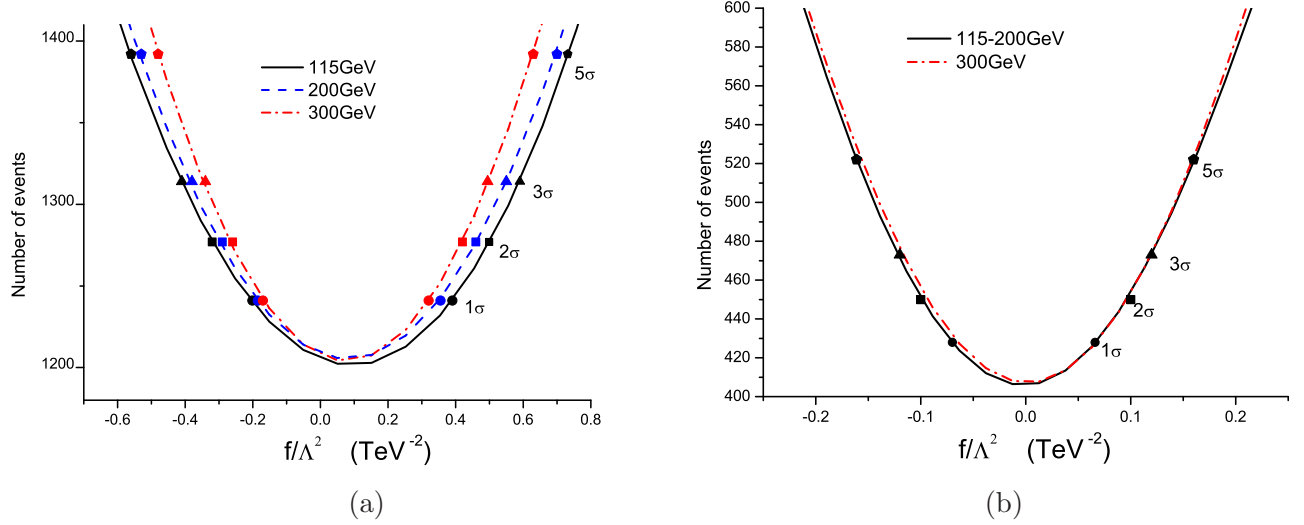 1400
1300
1200
Number of events
115GeV
200GeV
300GeV
5σ
3σ
2σ
1σ
-0.6 -0.4 -0.2 0.0 0.2 0.4 0.6 0.8
f/Λ² (TeV⁻²)
(a)
600
580
560
540
520
500
480
460
440
420
400
Number of events
115-200GeV
300GeV
5σ
3σ
2σ
1σ
-0.2 -0.1 0.0 0.1 0.2
f/Λ² (TeV⁻²)
(b)